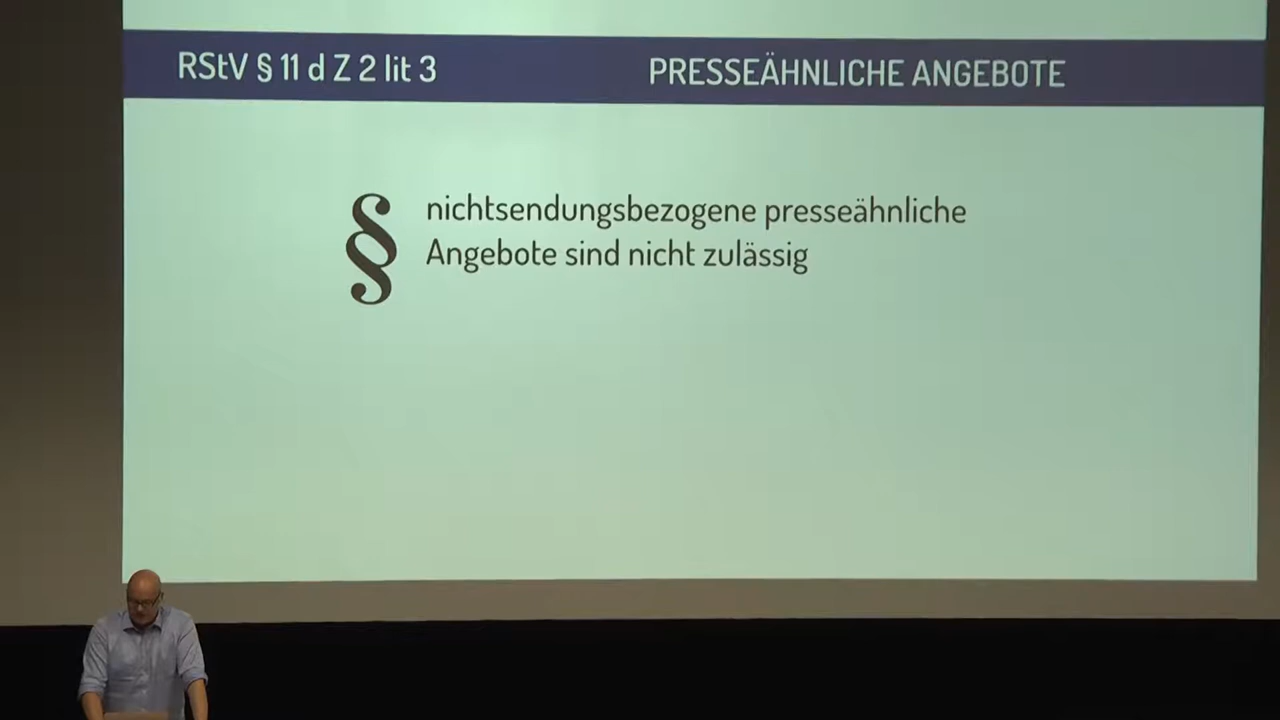 RStV § 11 d Z 2 lit 3
PRESSEÄHNLICHE ANGEBOTE
§
nichtsendungsbezogene presseähnliche
Angebote sind nicht zulässig